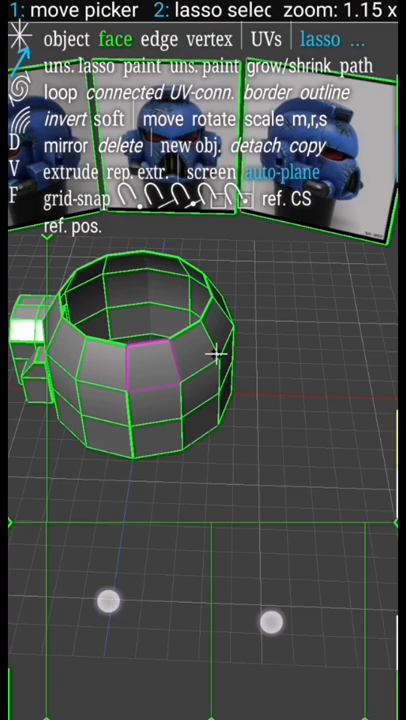 1: move picker 2: lasso selec zoom: 1.15 x
object face edge vertex UVs lasso ...
uns. lasso paint uns. paint grow/shrink path
loop connected UV-conn. border outline
invert soft move rotate scale m,r,s
D mirror delete new obj. detach copy
V extrude rep. extr. screen auto-plane
F grid-snap ref. CS
ref. pos.